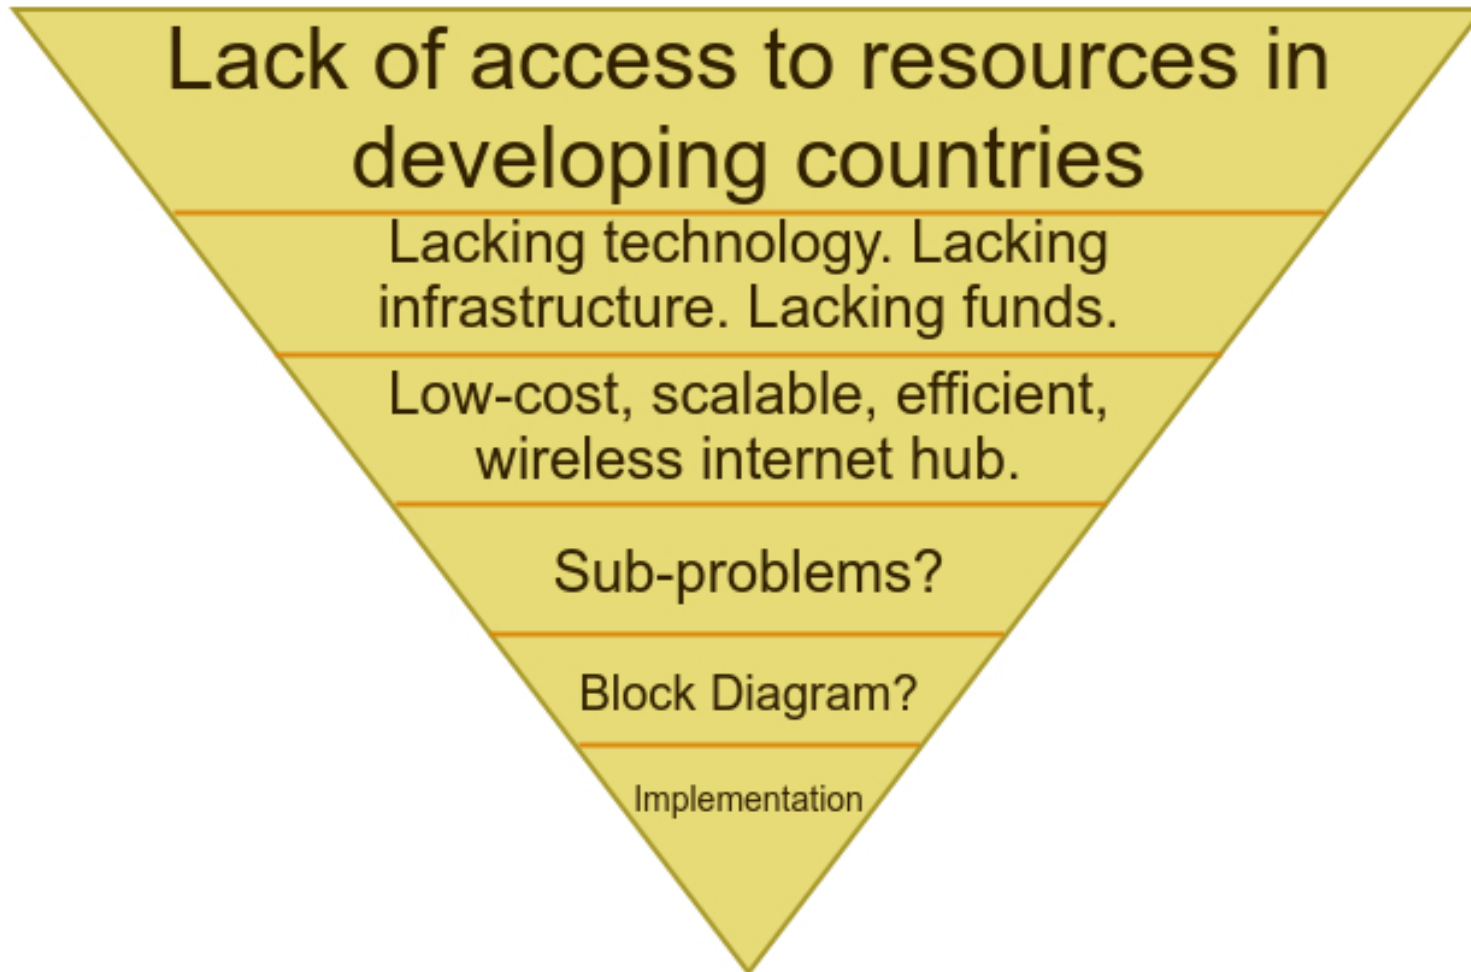 Lack of access to resources in
developing countries
Lacking technology. Lacking
infrastructure. Lacking funds.
Low-cost, scalable, efficient,
wireless internet hub.
Sub-problems?
Block Diagram?
Implementation